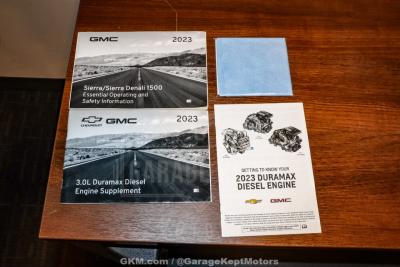 GMC 2023
Sierra/Sierra Denali 1500
Essential Operating and
Safety Information
CHEVROLET GMC 2023
3.0L Duramax Diesel
Engine Supplement
GETTING TO KNOW YOUR
2023 DURAMAX
DIESEL ENGINE
GMC
GKM.com / @GarageKeptMotors